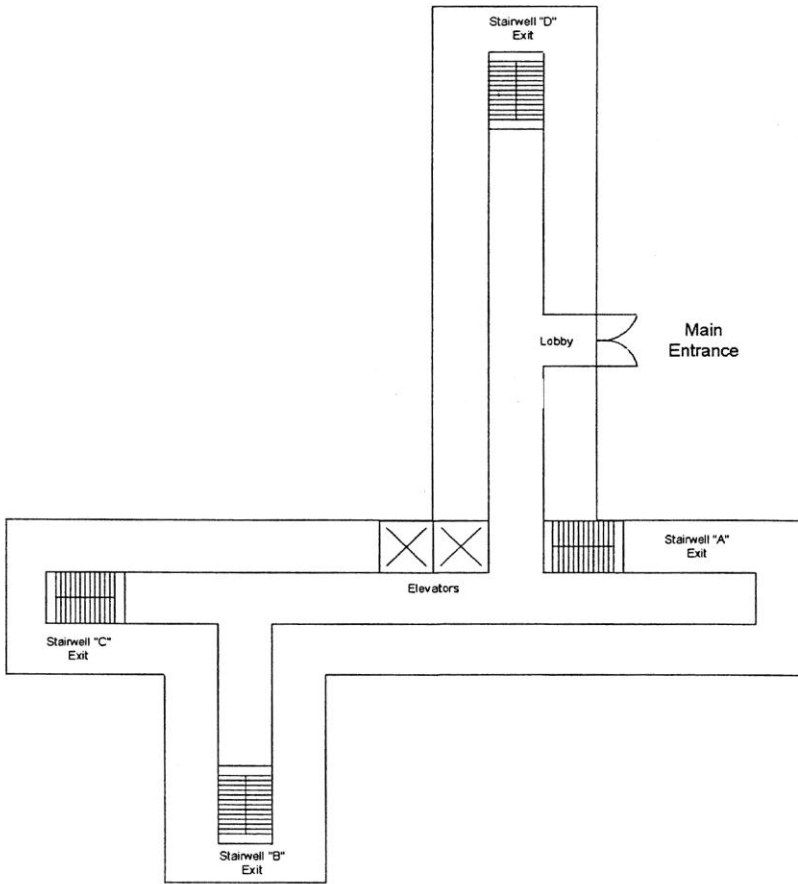 Stairwell "D"
Exit
Lobby
Main
Entrance
Stairwell "A"
Exit
Elevators
Stairwell "C"
Exit
Stairwell "B"
Exit